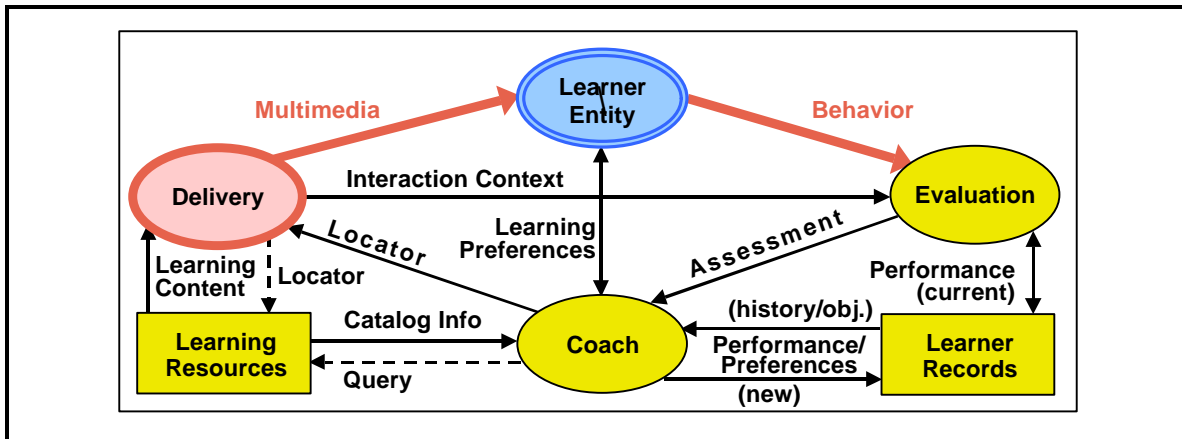 Learner
Entity
Multimedia
Behavior
Delivery
Interaction Context
Evaluation
Learning
Preferences
Locator
Assessment
Learning
Content
Locator
Performance
(current)
Learning
Resources
Catalog Info
Query
Coach
(history/obj.)
Performance/
Preferences
(new)
Learner
Records